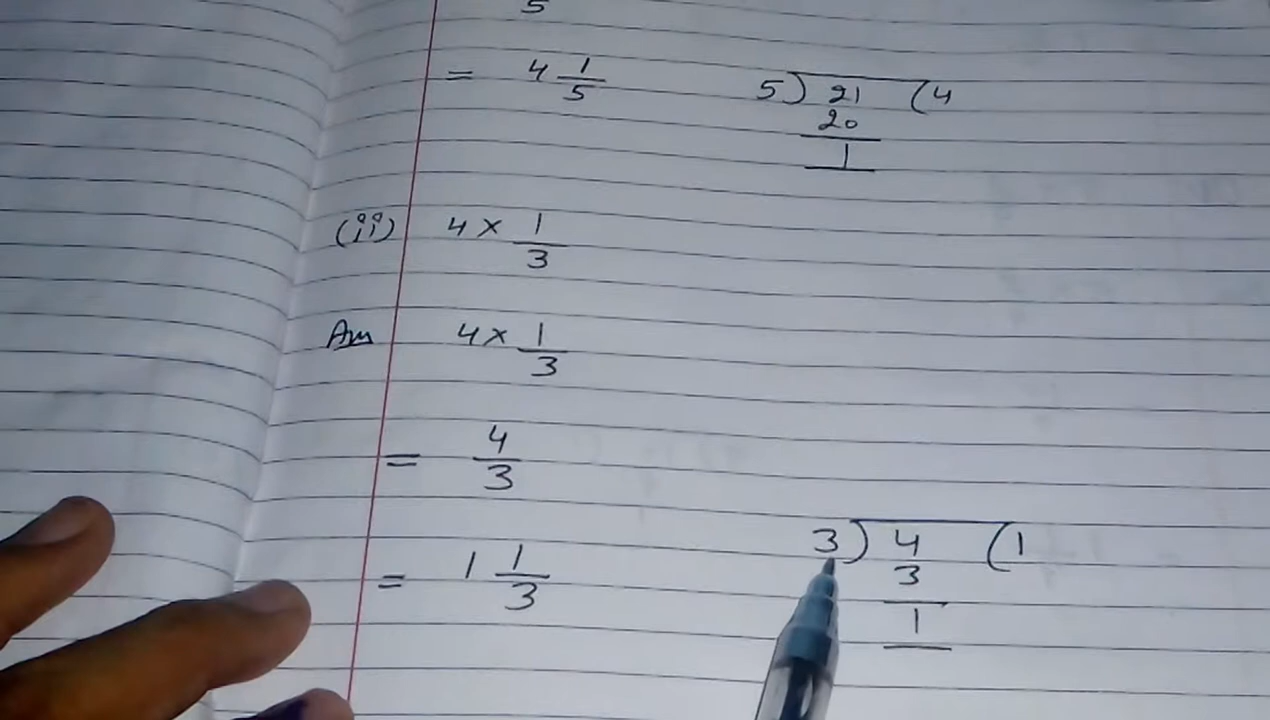 5
= 4 1/5 5) 21 (4
20
1
(ii) 4 × 1/3
Ans 4 × 1/3
= 4/3
3) 4 (1
3
= 1 1/3
1